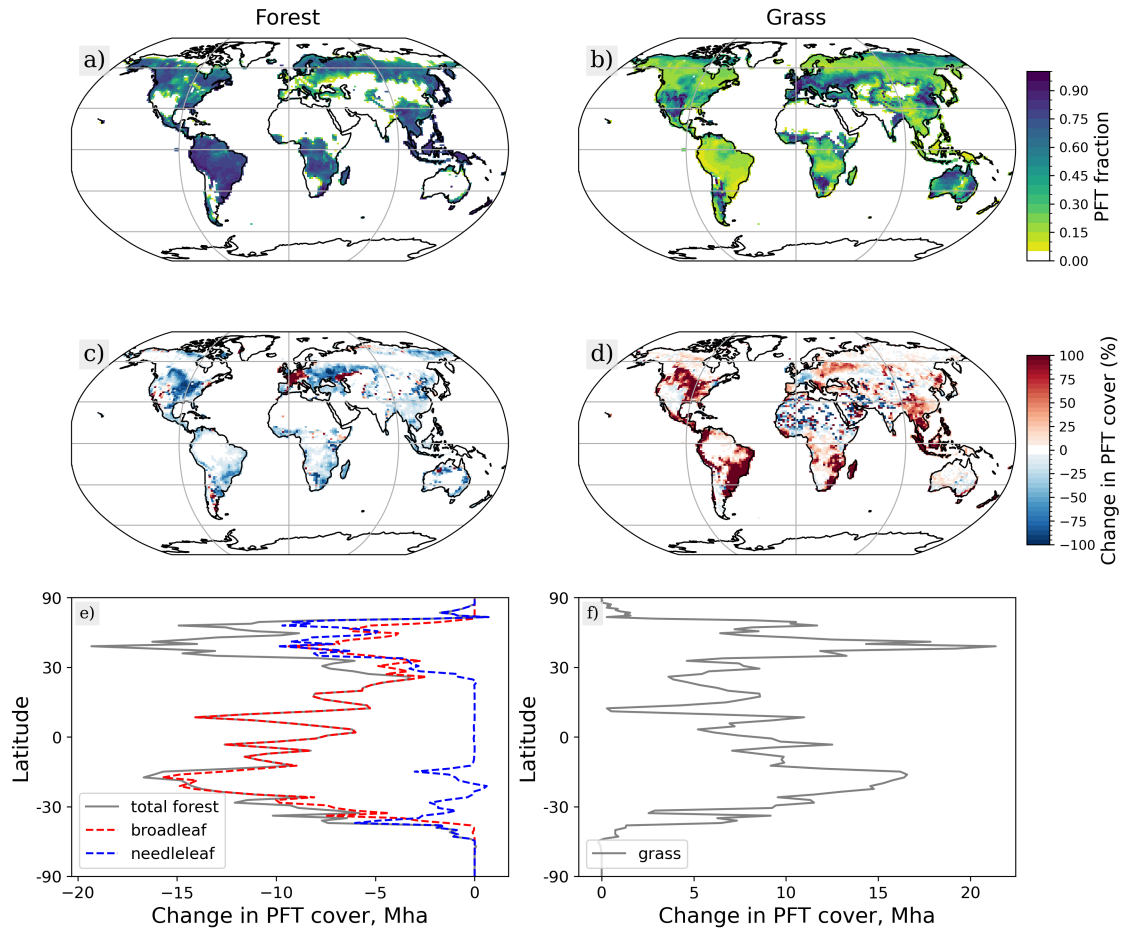 Forest
Grass
a)
b)
0.90
0.75
0.60
0.45
0.30
0.15
0.00
PFT fraction
c)
d)
100
75
50
25
0
−25
−50
−75
−100
Change in PFT cover (%)
e)
90
30
0
-30
-90
Latitude
total forest
broadleaf
needleleaf
−20
−15
−10
−5
0
Change in PFT cover, Mha
f)
90
30
0
-30
-90
Latitude
grass
0
5
10
15
20
Change in PFT cover, Mha